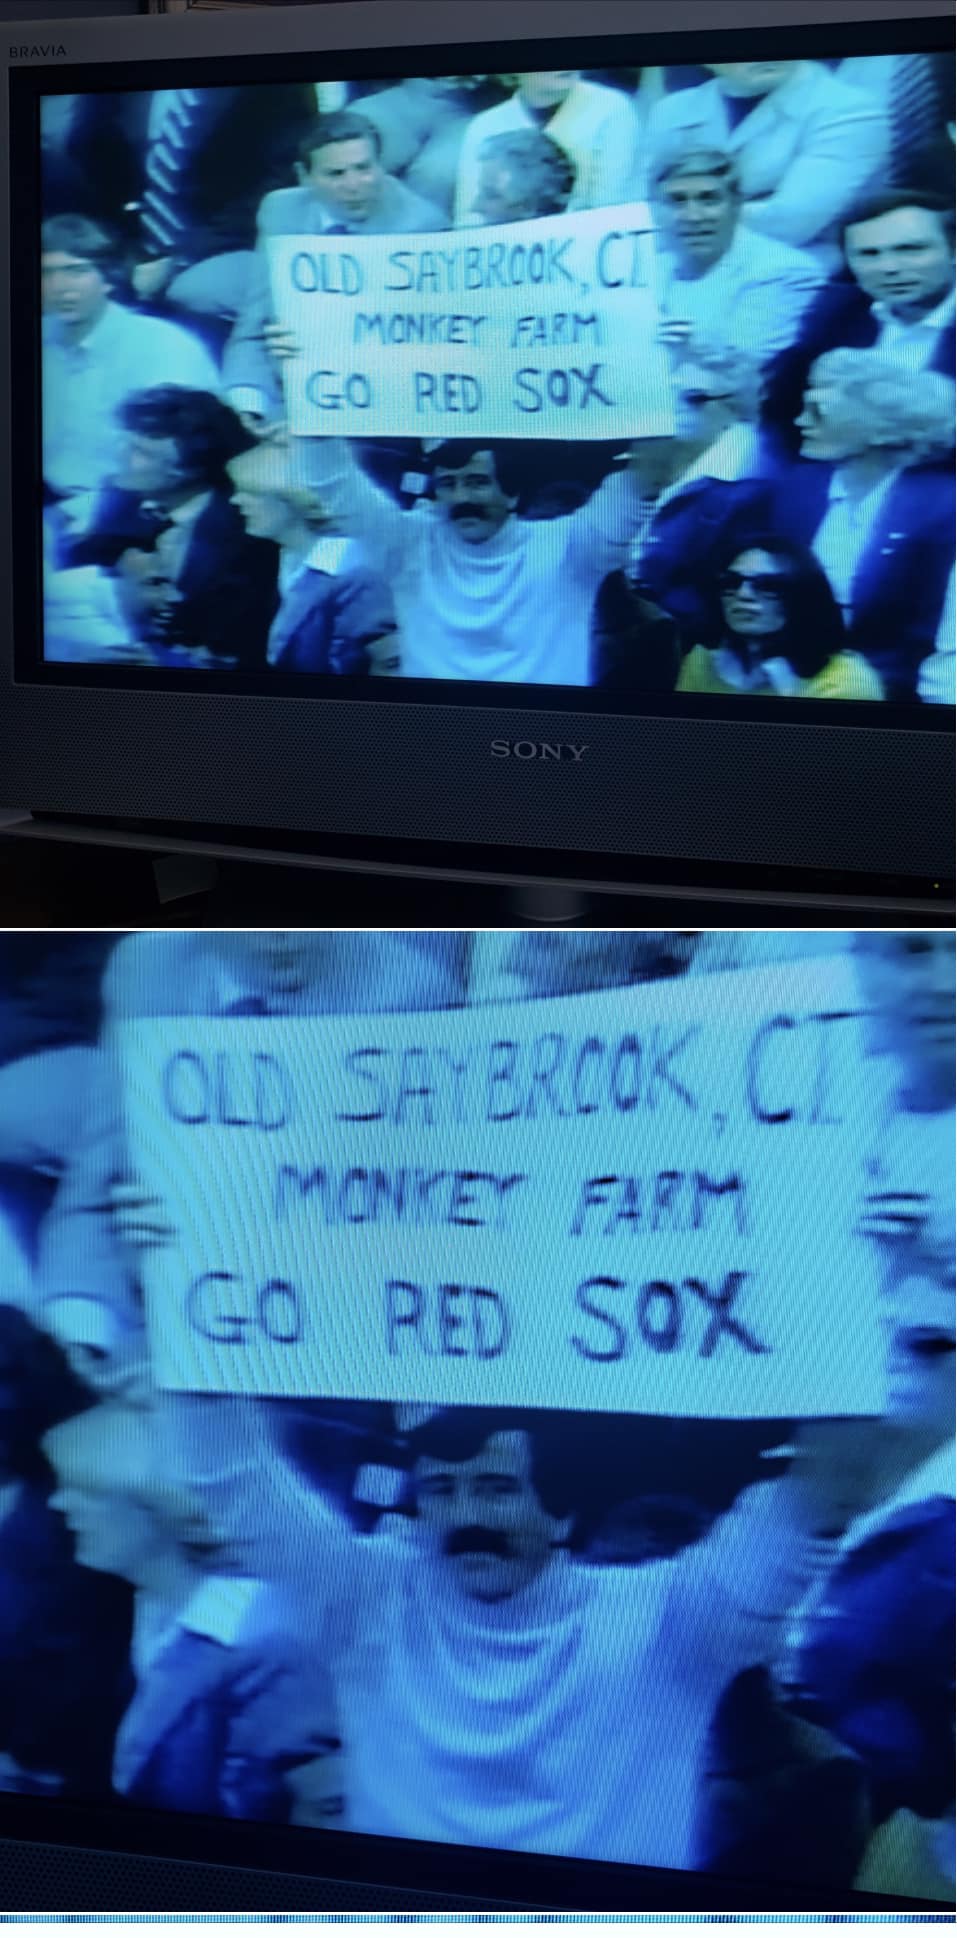 BRAVIA
OLD SAYBROOK, CT
MONKEY FARM
GO RED SOX
SONY
OLD SAYBROOK, CT
MONKEY FARM
GO RED SOX